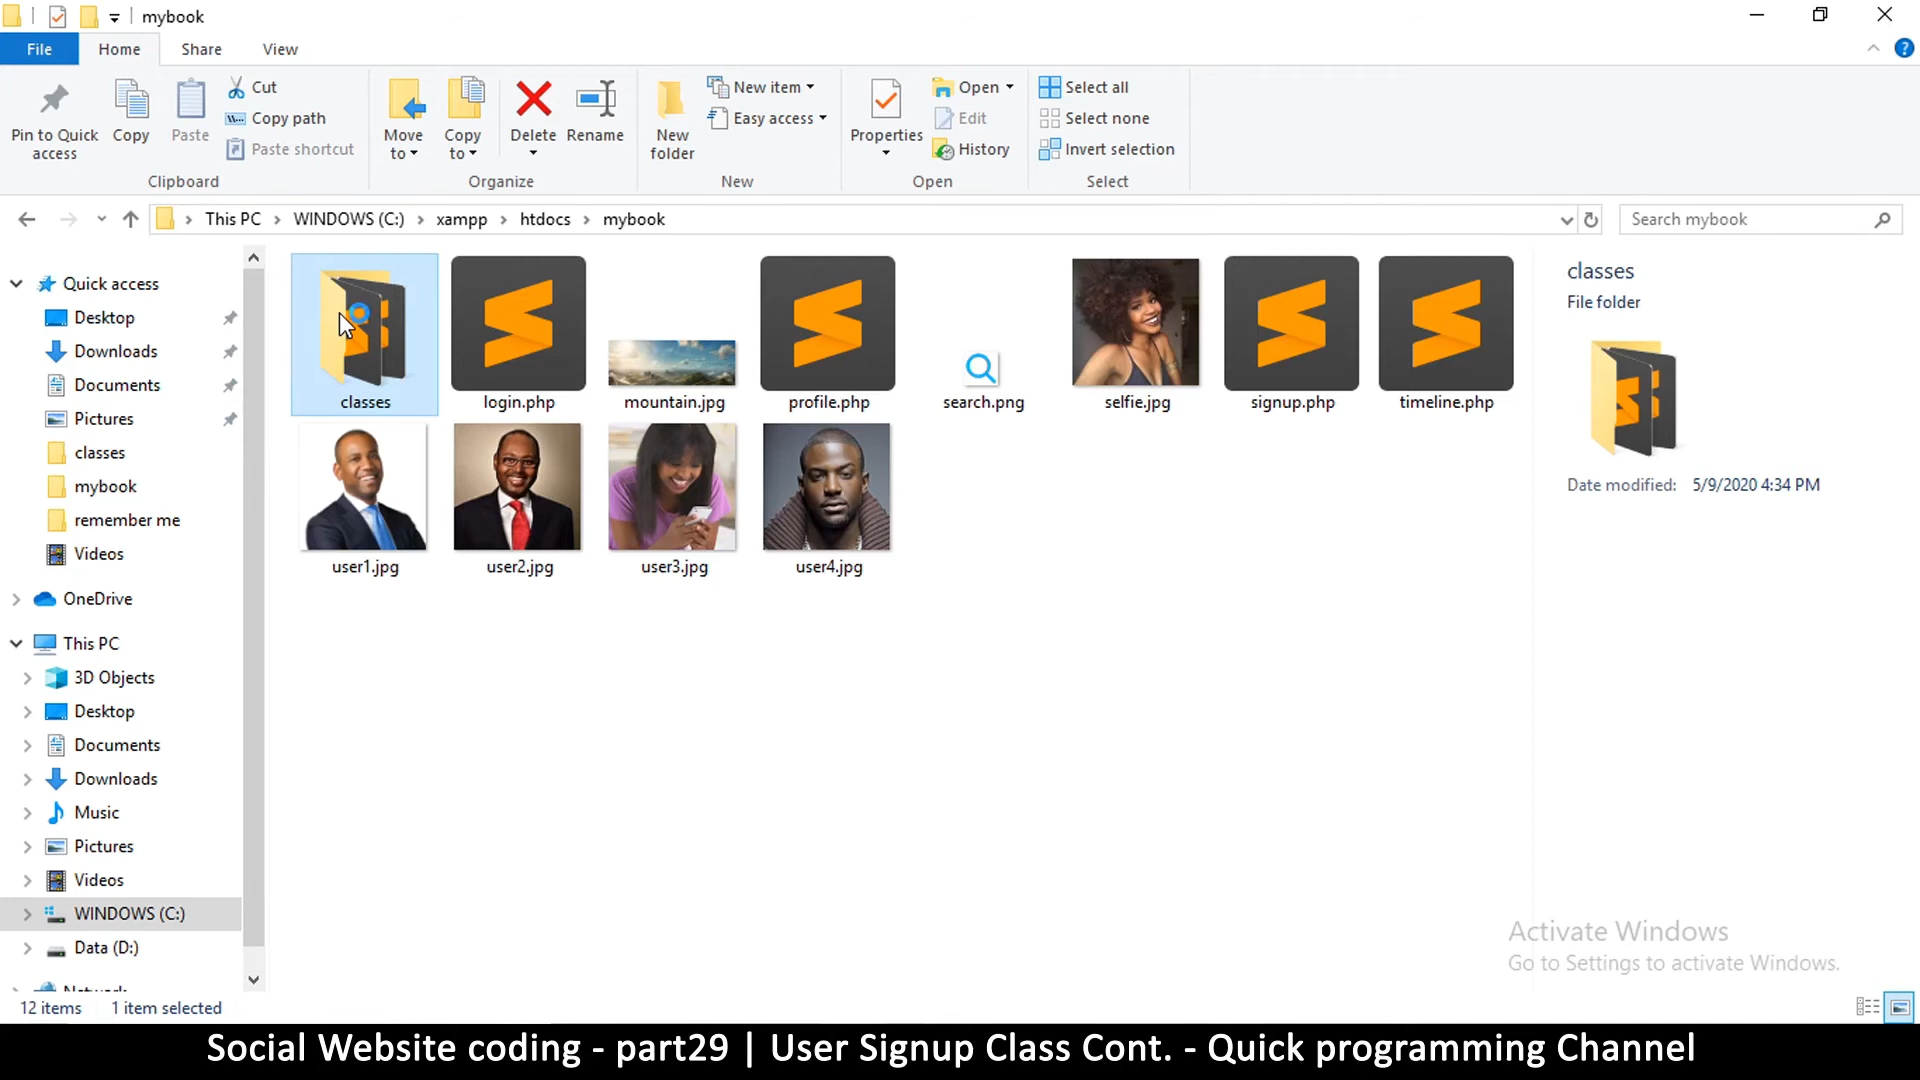 mybook
File Home Share View
Pin to Quick access
Copy
Paste
Cut
Copy path
Paste shortcut
Clipboard
Move to
Copy to
Delete
Rename
Organize
New folder
New item
Easy access
New
Properties
Open
Edit
History
Open
Select all
Select none
Invert selection
Select
This PC > WINDOWS (C:) > xampp > htdocs > mybook
Search mybook
Quick access
Desktop
Downloads
Documents
Pictures
classes
mybook
remember me
Videos
OneDrive
This PC
3D Objects
Desktop
Documents
Downloads
Music
Pictures
Videos
WINDOWS (C:)
Data (D:)
classes login.php mountain.jpg profile.php search.png selfie.jpg signup.php timeline.php
user1.jpg user2.jpg user3.jpg user4.jpg
classes
File folder
Date modified: 5/9/2020 4:34 PM
Activate Windows
Go to Settings to activate Windows.
12 items 1 item selected
Social Website coding - part29 | User Signup Class Cont. - Quick programming Channel